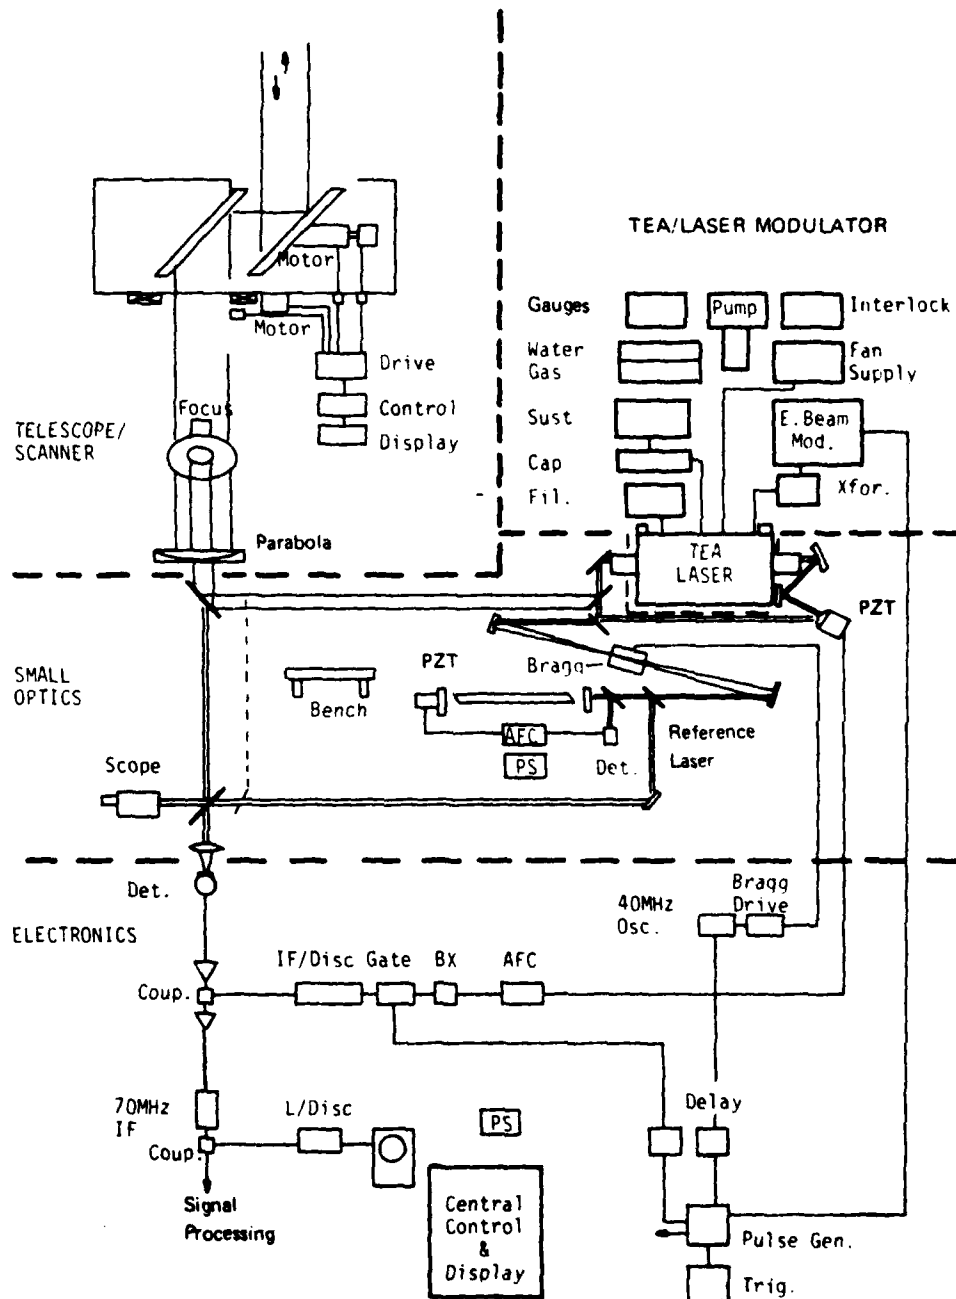 TEA/LASER MODULATOR
Motor
Motor
Drive
Control
Display
Focus
TELESCOPE/
SCANNER
Parabola
Gauges
Pump
Interlock
Water
Gas
Fan
Supply
Sust
E.Beam
Mod.
Cap
Xfor.
Fil.
TEA
LASER
PZT
SMALL
OPTICS
Bench
PZT
Bragg
AFC
PS
Det.
Reference
Laser
Scope
Det.
ELECTRONICS
40MHz
Osc.
Bragg
Drive
IF/Disc
Gate
BX
AFC
Coup.
70MHz
IF
L/Disc
PS
Delay
Coup.
Signal
Processing
Central
Control
&
Display
Pulse Gen.
Trig.